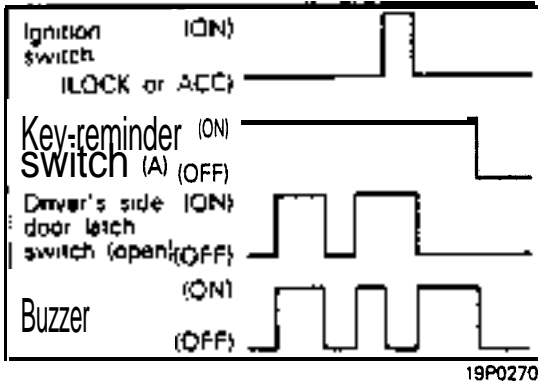 Ignition (ON)
switch
(LOCK or ACC)
Key-reminder (ON)
switch (A) (OFF)
Driver's side (ON)
door latch
switch (open) (OFF)
(ON)
Buzzer
(OFF)
19P0270